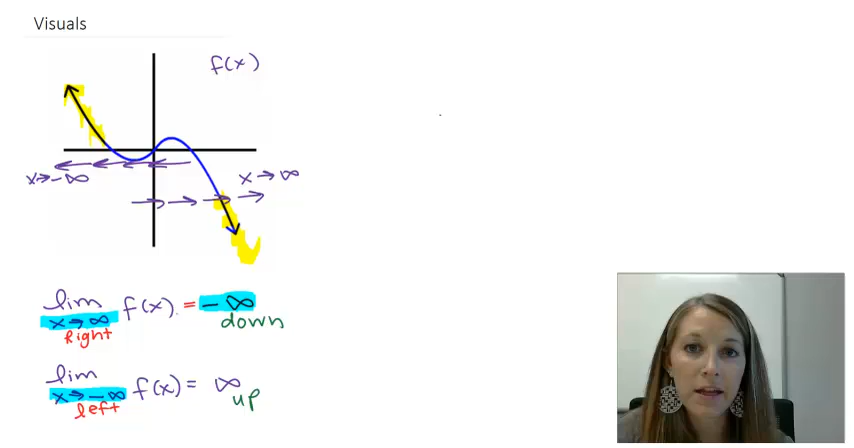 Visuals
f(x)
x→-∞
x→∞
lim f(x) = -∞
x→∞
Right
down
lim f(x) = ∞
x→-∞
left
up